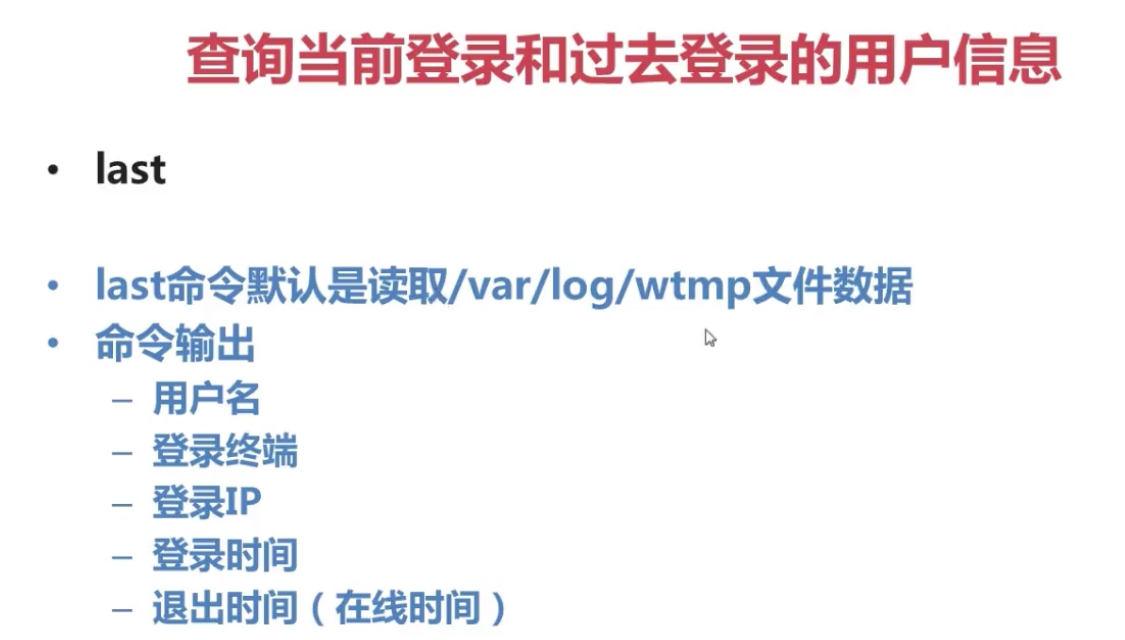 查询当前登录和过去登录的用户信息
• last
• last命令默认是读取/var/log/wtmp文件数据
• 命令输出
– 用户名
– 登录终端
– 登录IP
– 登录时间
– 退出时间（在线时间）